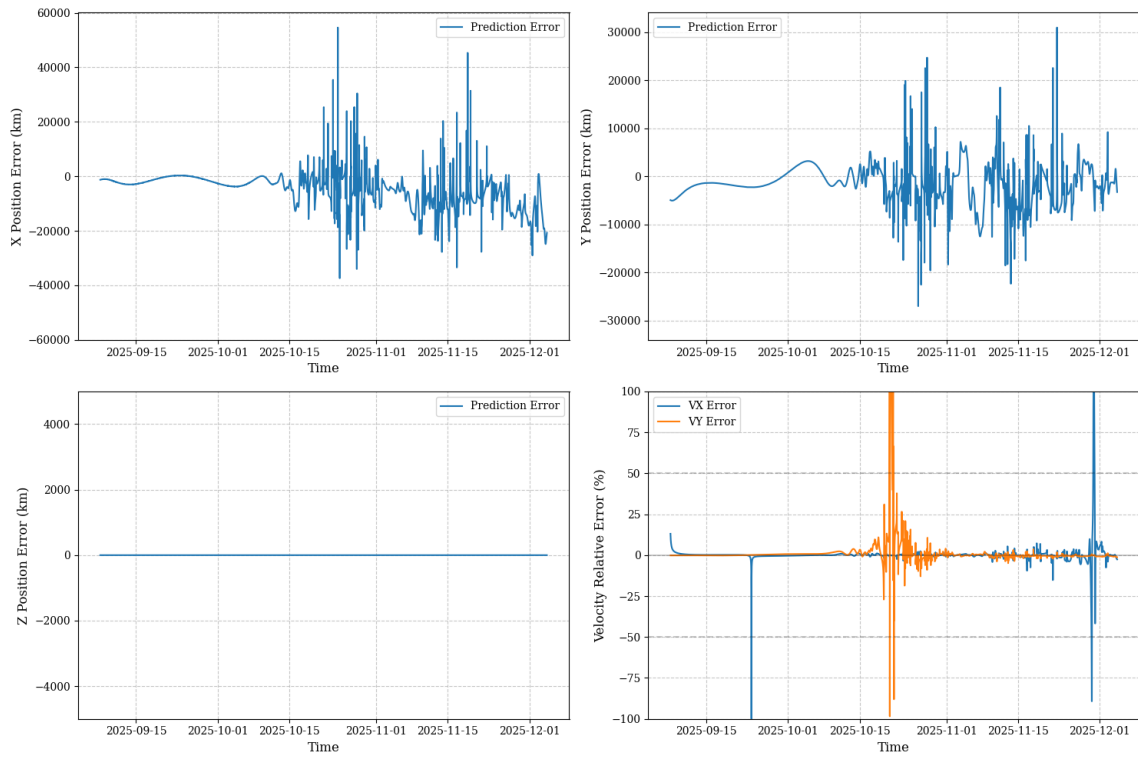 60000
40000
20000
0
−20000
−40000
−60000
X Position Error (km)
Prediction Error
2025-09-15 2025-10-01 2025-10-15 2025-11-01 2025-11-15 2025-12-01
Time
30000
20000
10000
0
−10000
−20000
−30000
Y Position Error (km)
Prediction Error
2025-09-15 2025-10-01 2025-10-15 2025-11-01 2025-11-15 2025-12-01
Time
4000
2000
0
−2000
−4000
Z Position Error (km)
Prediction Error
2025-09-15 2025-10-01 2025-10-15 2025-11-01 2025-11-15 2025-12-01
Time
100
75
50
25
0
−25
−50
−75
−100
Velocity Relative Error (%)
VX Error
VY Error
2025-09-15 2025-10-01 2025-10-15 2025-11-01 2025-11-15 2025-12-01
Time